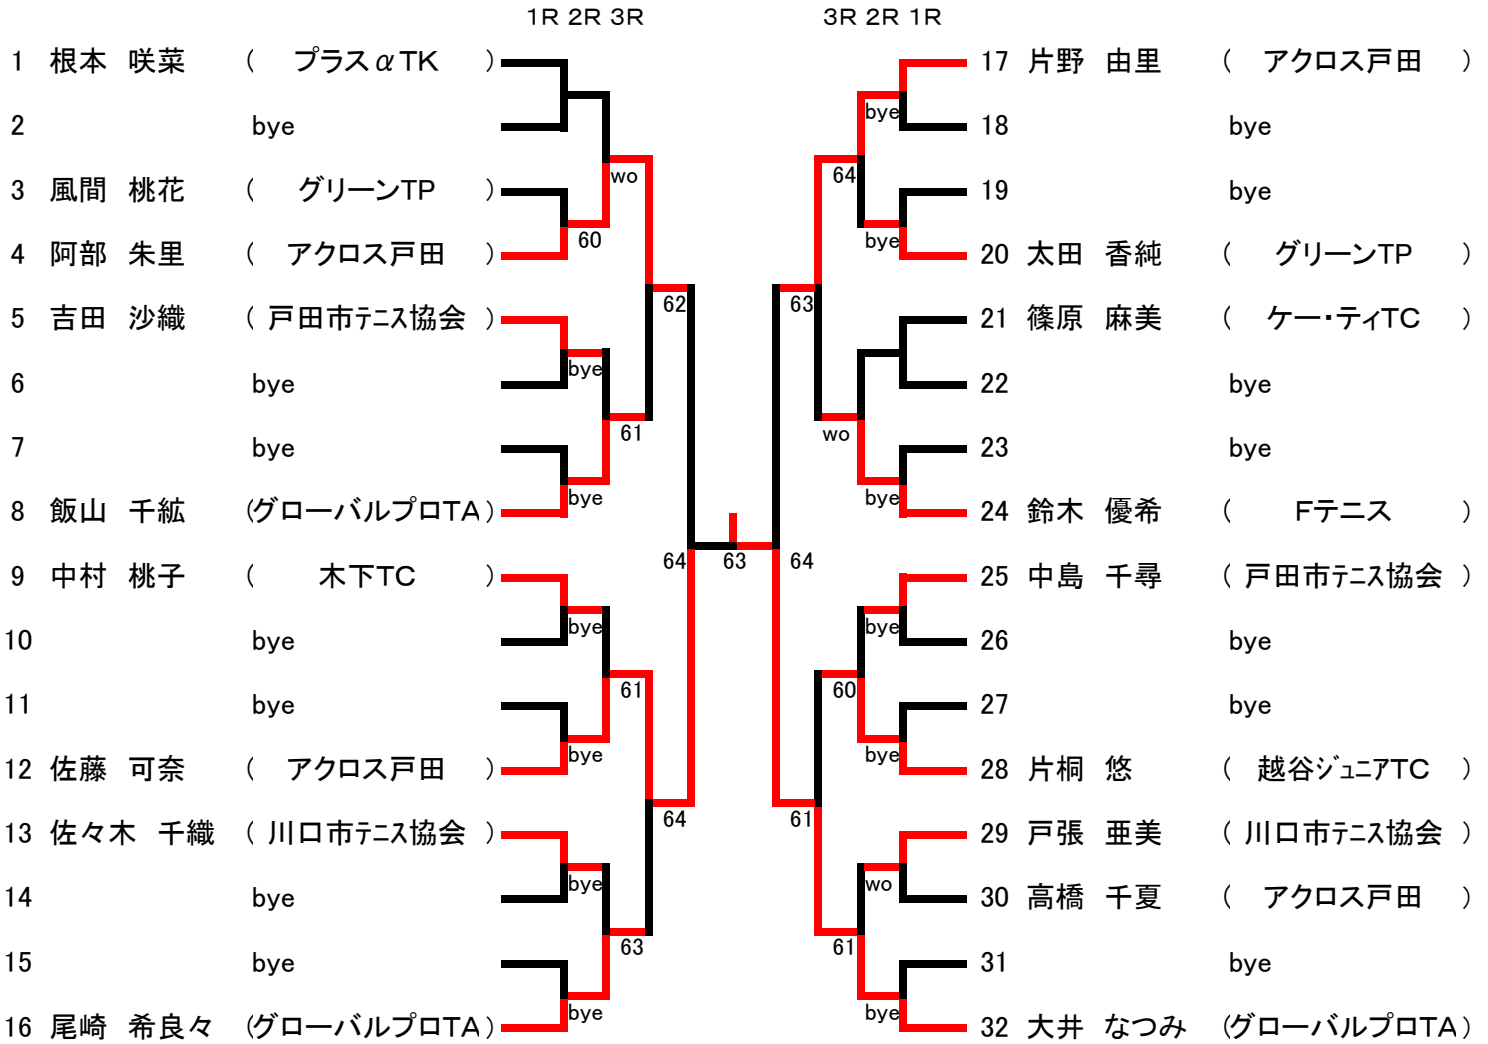 1R 2R 3R 3R 2R 1R
1 根本 咲菜 ( プラスαTK ) 17 片野 由里 ( アクロス戸田 )
bye
2 bye 18 bye
wo 64
3 風間 桃花 ( グリーンTP ) 19 bye
60 bye
4 阿部 朱里 ( アクロス戸田 ) 20 太田 香純 ( グリーンTP )
62 63
5 吉田 沙織 ( 戸田市テニス協会 ) 21 篠原 麻美 ( ケー・ティTC )
bye
6 bye 22 bye
61 wo
7 bye 23 bye
bye bye
8 飯山 千紘 (グローバルプロTA) 24 鈴木 優希 ( Fテニス )
64 63 64
9 中村 桃子 ( 木下TC ) 25 中島 千尋 ( 戸田市テニス協会 )
bye bye
10 bye 26 bye
61 60
11 bye 27 bye
bye bye
12 佐藤 可奈 ( アクロス戸田 ) 28 片桐 悠 ( 越谷ジュニアTC )
64 61
13 佐々木 千織 ( 川口市テニス協会 ) 29 戸張 亜美 ( 川口市テニス協会 )
bye wo
14 bye 30 高橋 千夏 ( アクロス戸田 )
63 61
15 bye 31 bye
bye bye
16 尾崎 希良々 (グローバルプロTA) 32 大井 なつみ (グローバルプロTA)